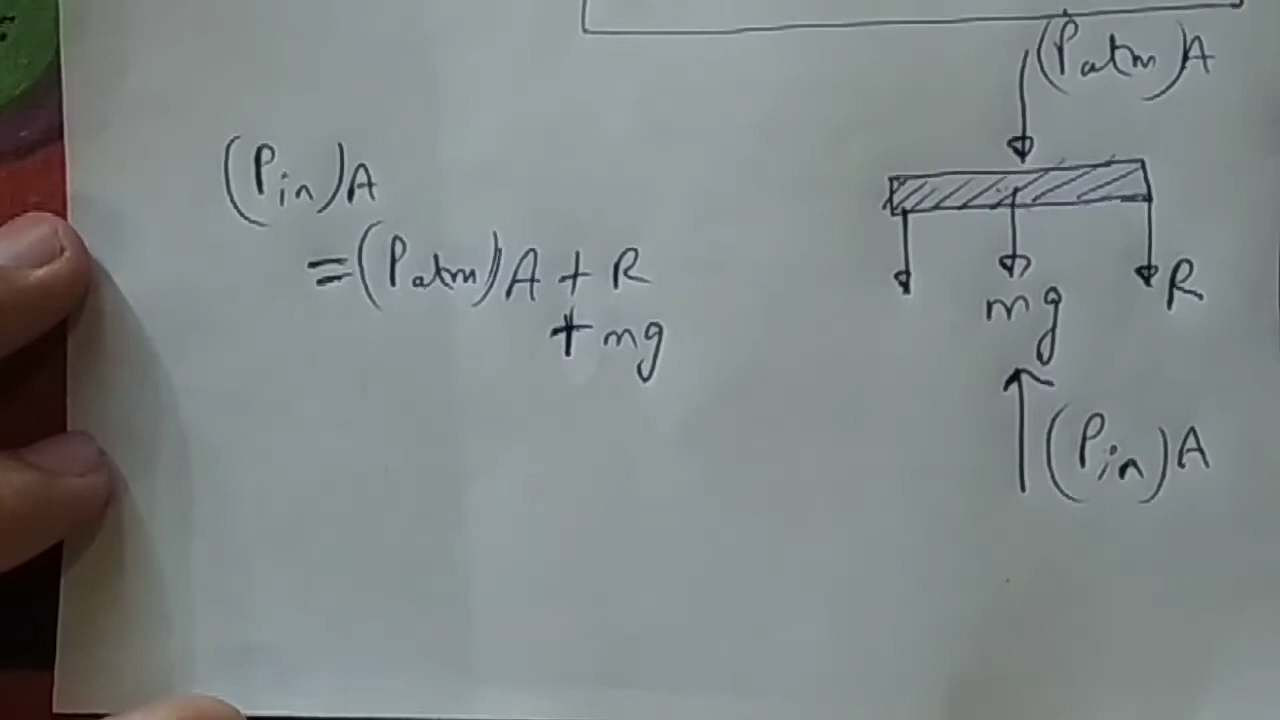 (Pin)A
=(Patm)A + R
+ mg
(Patm)A
R
mg
(Pin)A